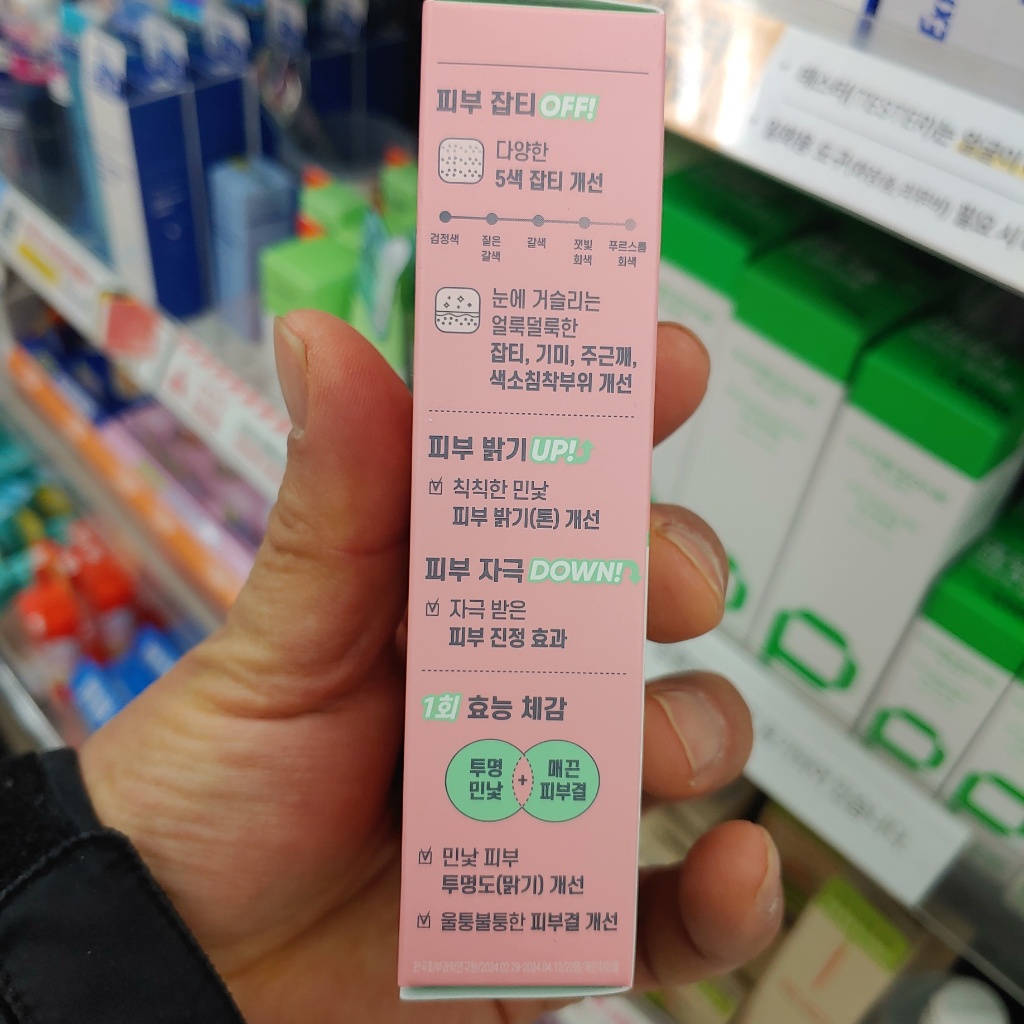 피부 잡티 OFF!
다양한
5색 잡티 개선
검정색 짙은 갈색 갈색 잿빛 회색 푸르스름 회색
눈에 거슬리는
얼룩덜룩한
잡티, 기미, 주근깨,
색소침착부위 개선
피부 밝기 UP!
칙칙한 민낯
피부 밝기(톤) 개선
피부 자극 DOWN!
자극 받은
피부 진정 효과
1회 효능 체감
투명 민낯 + 매끈 피부결
민낯 피부
투명도(맑기) 개선
울퉁불퉁한 피부결 개선